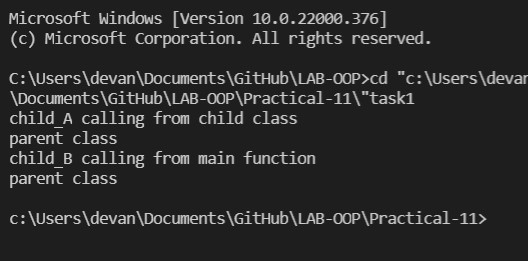 Microsoft Windows [Version 10.0.22000.376]
(c) Microsoft Corporation. All rights reserved.
C:\Users\devan\Documents\GitHub\LAB-OOP>cd "c:\Users\devan
\Documents\GitHub\LAB-OOP\Practical-11\"task1
child_A calling from child class
parent class
child_B calling from main function
parent class
c:\Users\devan\Documents\GitHub\LAB-OOP\Practical-11>